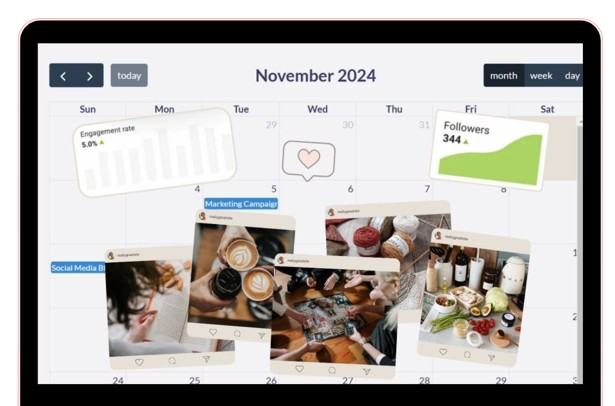 today
November 2024
month week day
Sun Mon Tue Wed Thu Fri Sat
Engagement rate
5.0%
29 30 31
Followers
344
4 5 6 7 8
Marketing Campaign
Social Media
24 25 26 27 28 29